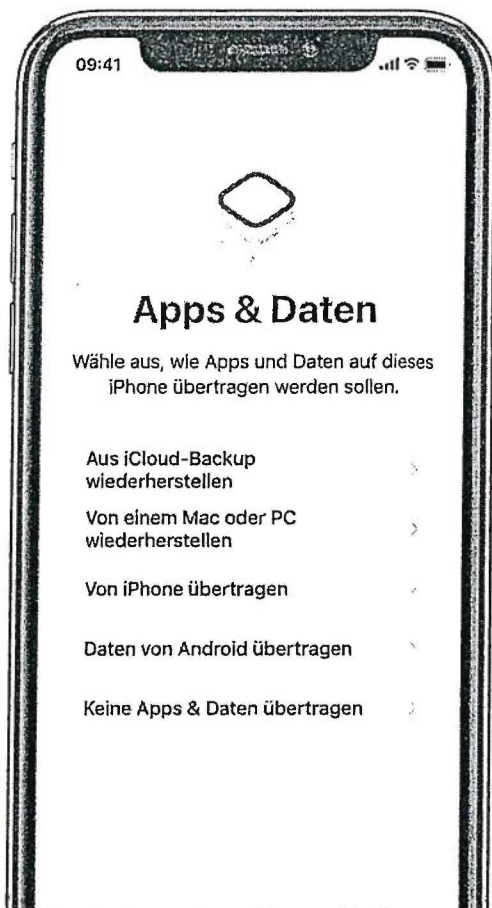 09:41
Apps & Daten
Wähle aus, wie Apps und Daten auf dieses
iPhone übertragen werden sollen.
Aus iCloud-Backup
wiederherstellen
Von einem Mac oder PC
wiederherstellen
Von iPhone übertragen
Daten von Android übertragen
Keine Apps & Daten übertragen